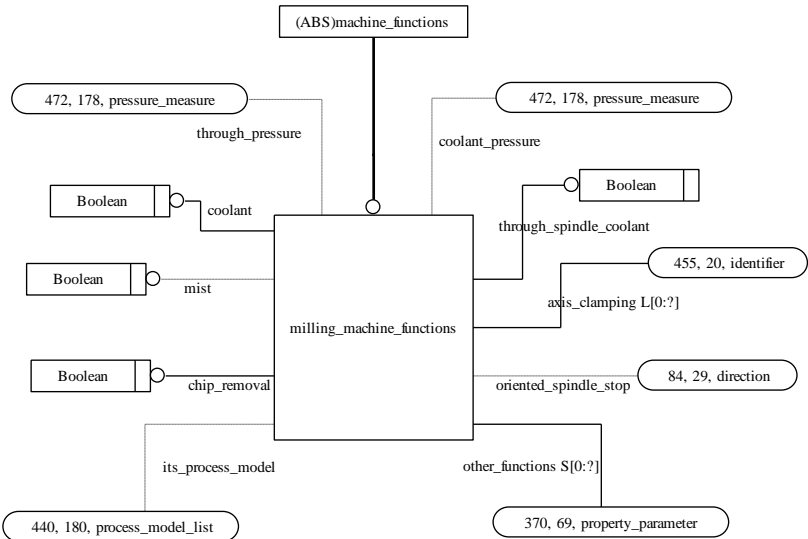 (ABS)machine_functions
472, 178, pressure_measure
472, 178, pressure_measure
through_pressure
coolant_pressure
Boolean
Boolean
coolant
through_spindle_coolant
455, 20, identifier
Boolean
mist
axis_clamping L[0:?]
milling_machine_functions
Boolean
chip_removal
oriented_spindle_stop
84, 29, direction
its_process_model
other_functions S[0:?]
440, 180, process_model_list
370, 69, property_parameter